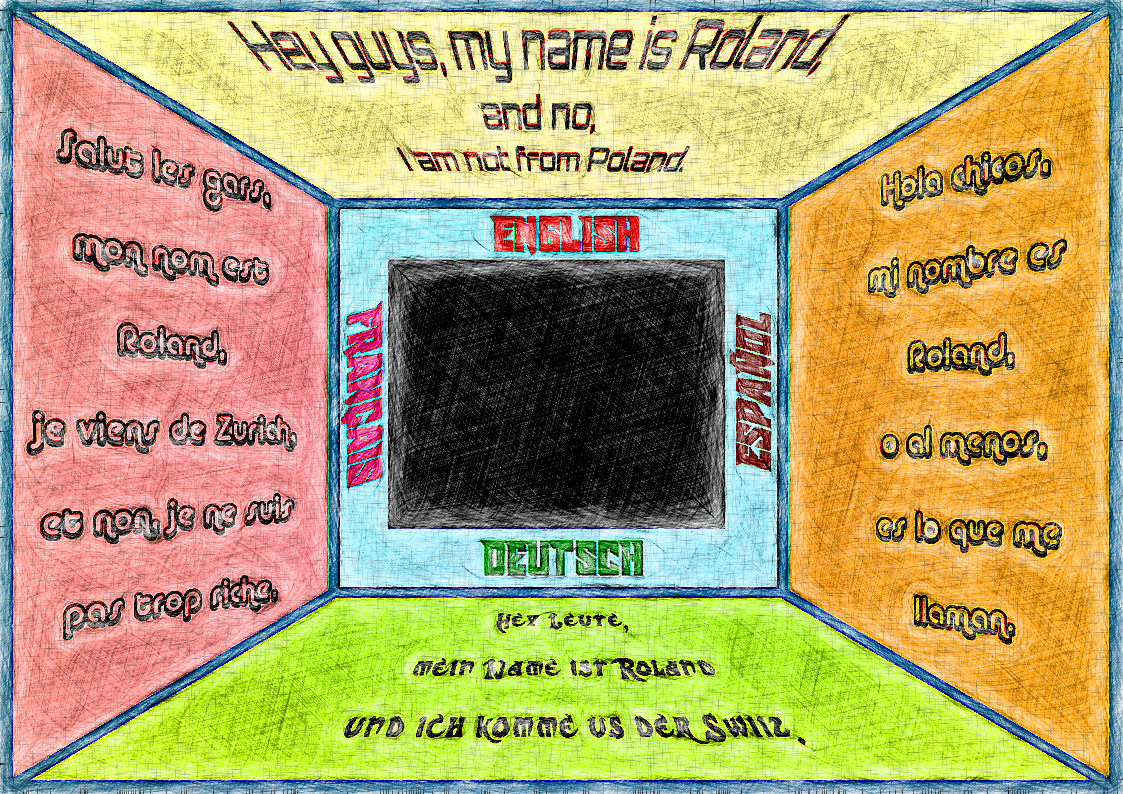 Hey guys, my name is Roland,
and no,
I am not from Poland.
Salut les gars,
mon nom est
Roland,
je viens de Zurich,
et non, je ne suis
pas trop riche.
ENGLISH
FRANÇAIS
ESPAÑOL
DEUTSCH
Hola chicos,
mi nombre es
Roland,
o al menos,
es lo que me
llaman.
Hey Leute,
mein Name ist Roland
und ich komme us der Swiiz.